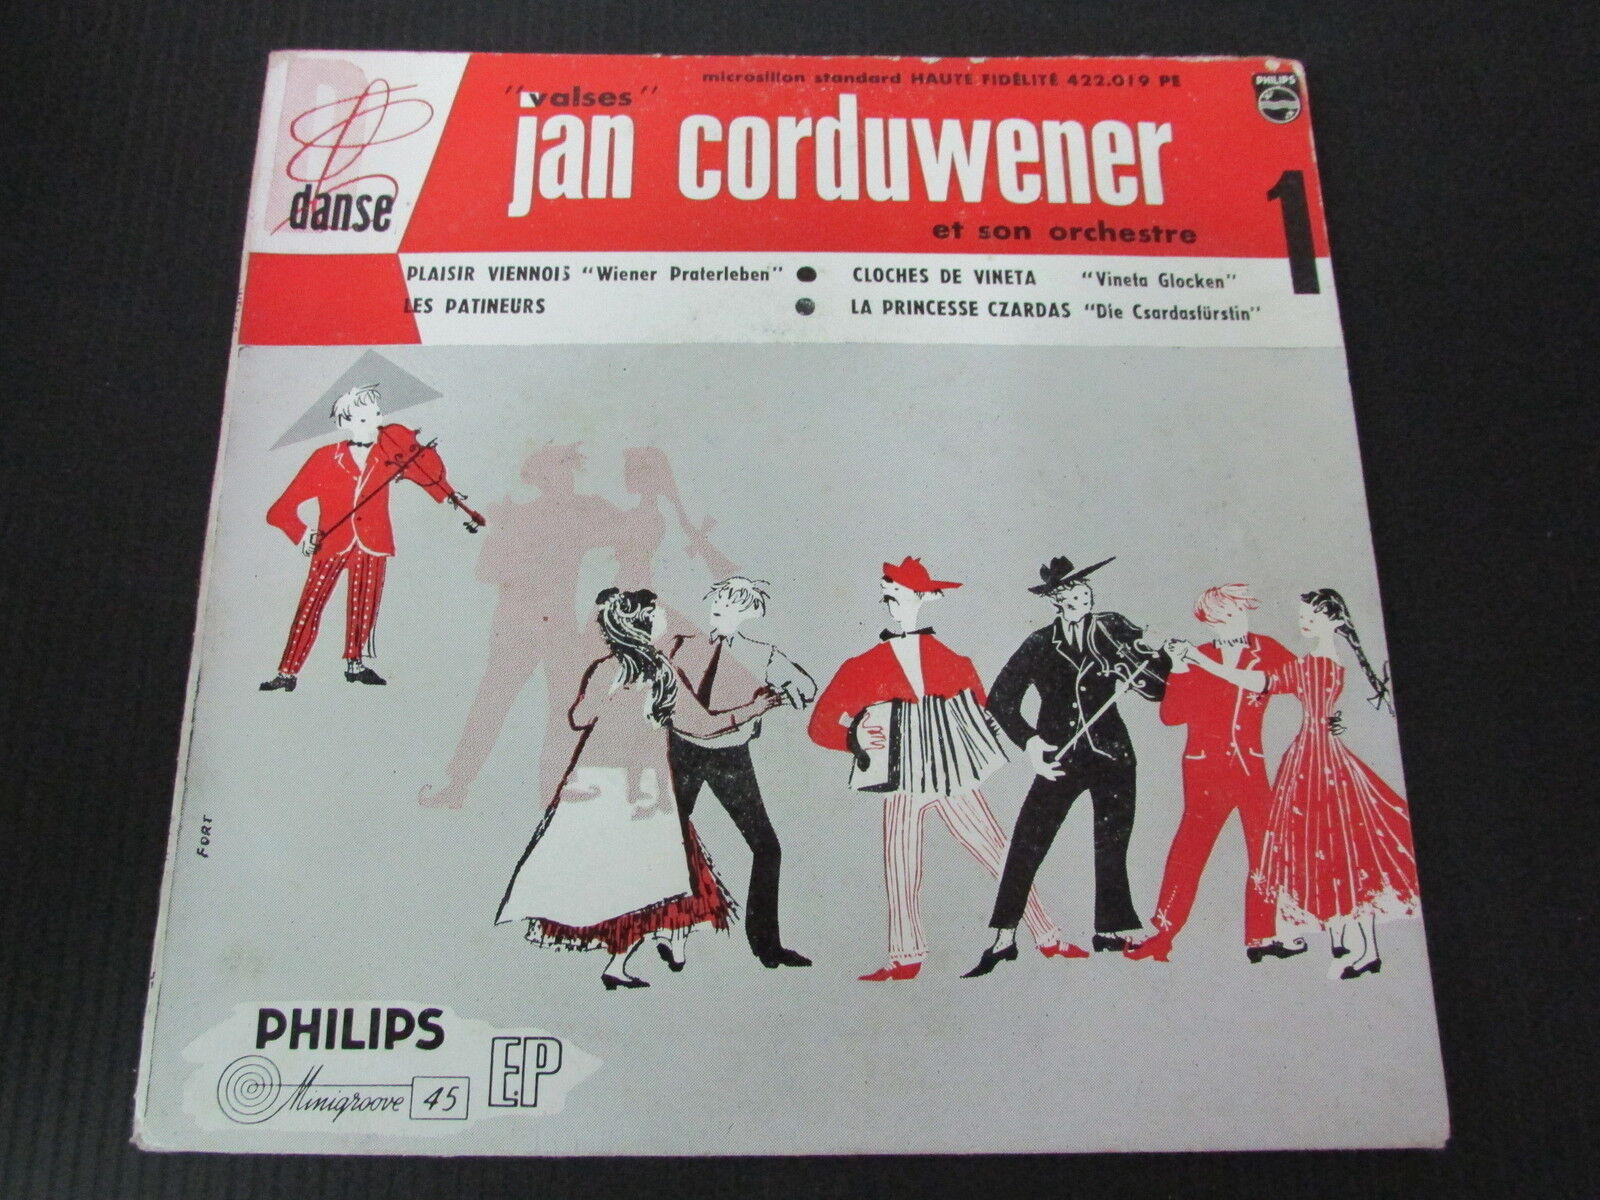 microsillon standard HAUTE FIDÉLITÉ 422.019 PE
PHILIPS
"valses"
jan corduwener
et son orchestre
danse
1
PLAISIR VIENNOIS "Wiener Praterleben" ● CLOCHES DE VINETA "Vineta Glocken"
LES PATINEURS ● LA PRINCESSE CZARDAS "Die Csardasfürstin"
FORT
PHILIPS
Minigroove 45
EP